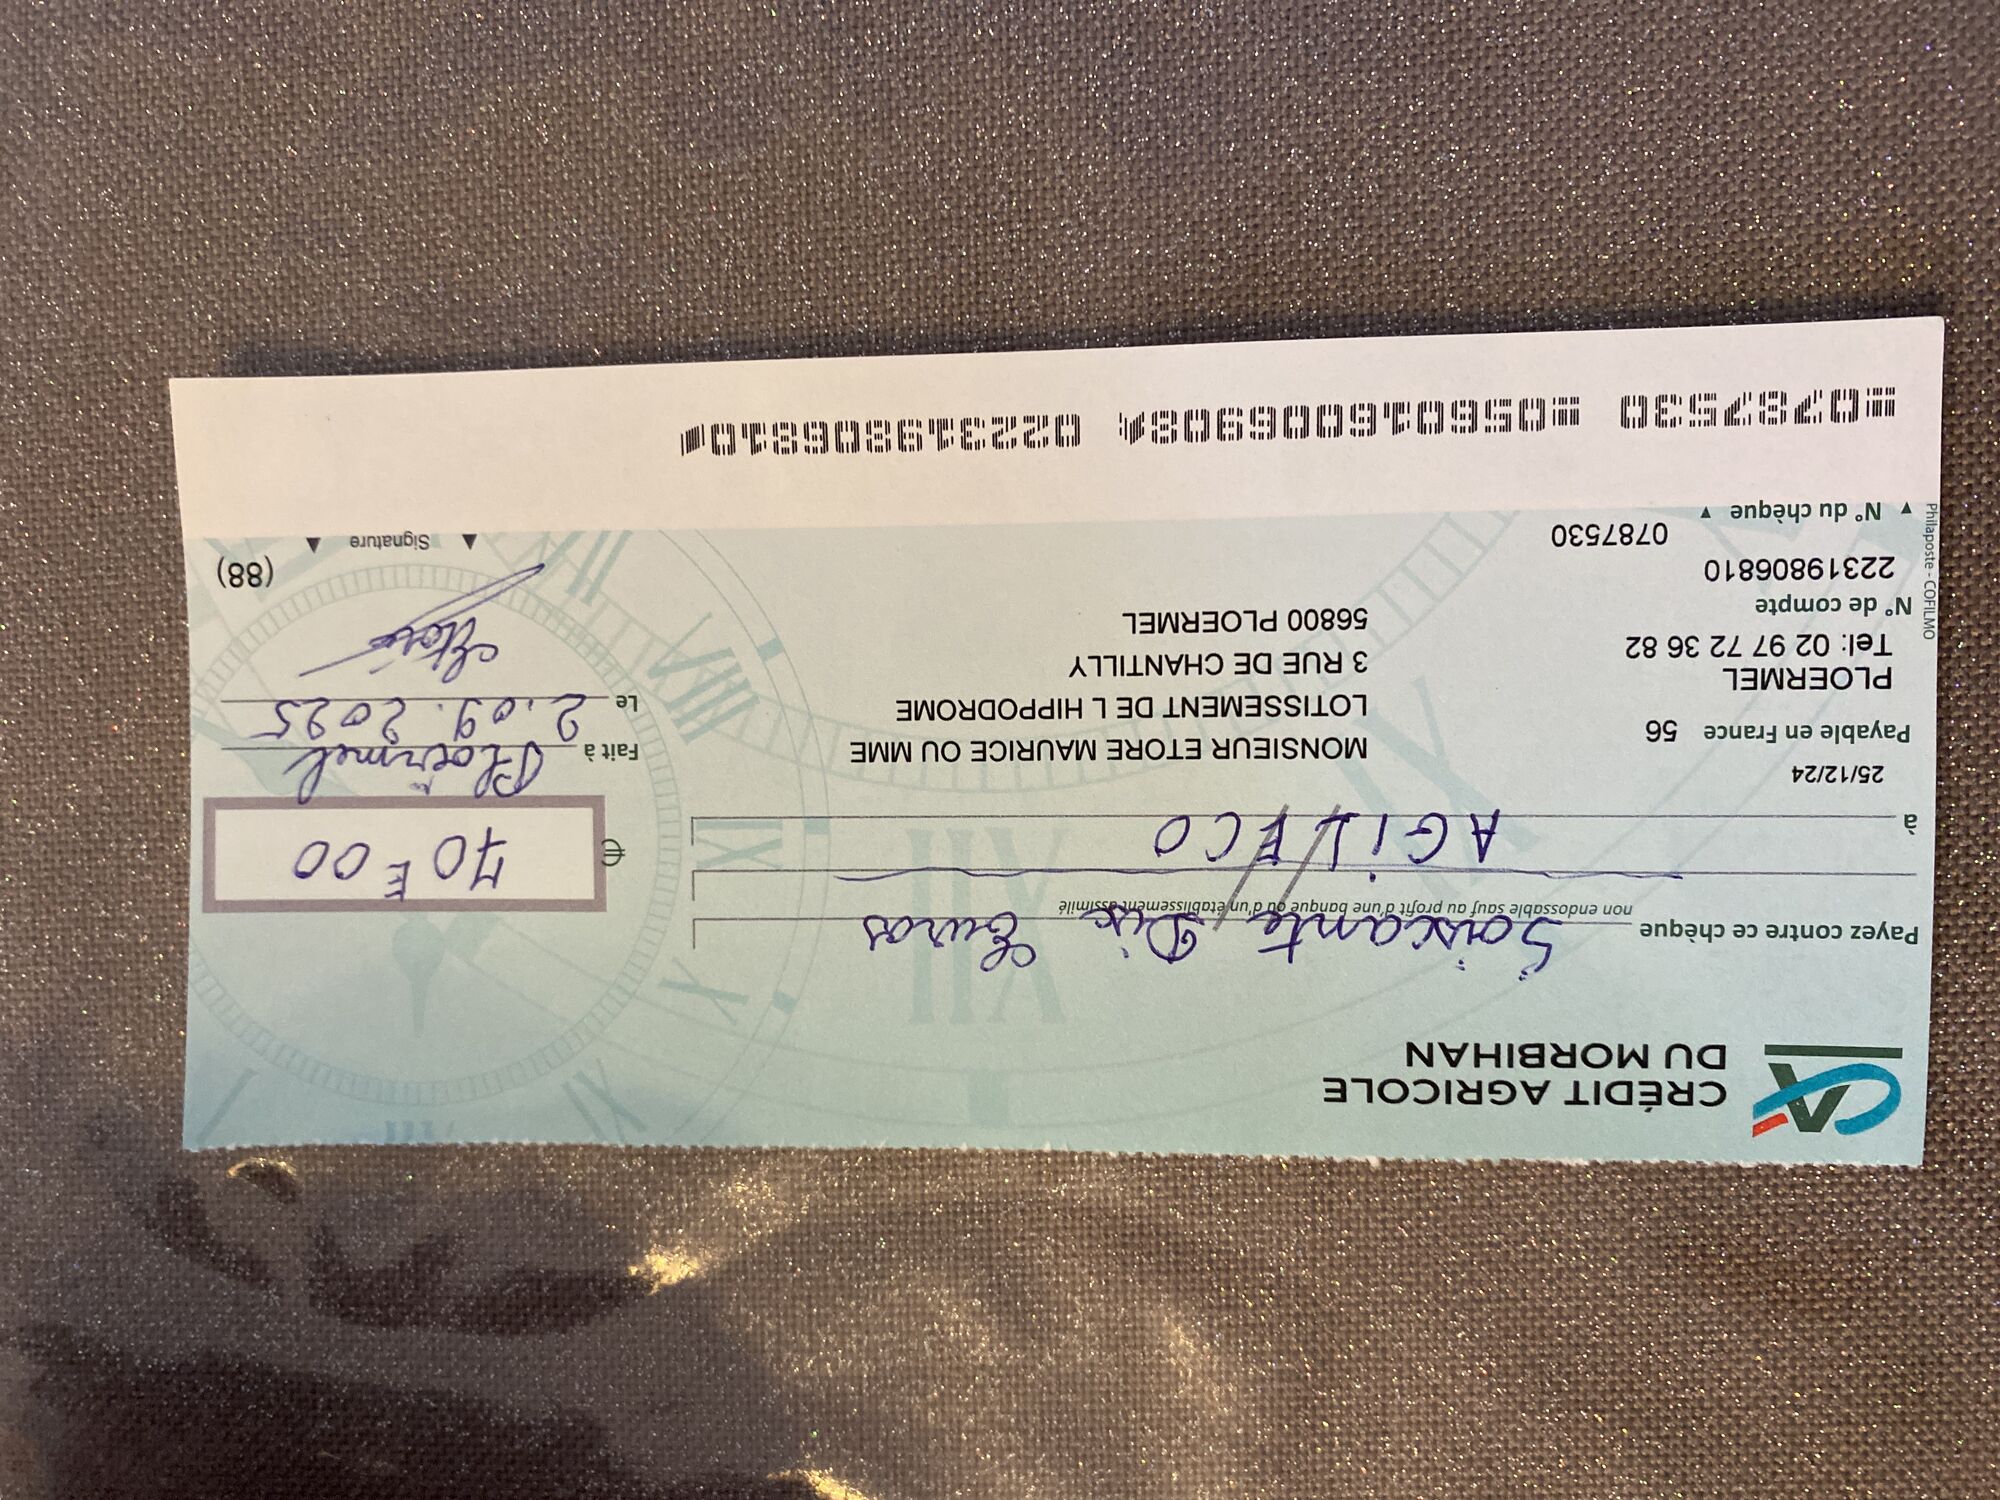 CRÉDIT AGRICOLE
DU MORBIHAN
Payez contre ce chèque Soixante Dix Euros
non endossable sauf au profit d'une banque ou d'un établissement assimilé
€ 70 E 00
à AGiLECO
25/12/24
Payable en France 56
PLOERMEL
Tel: 02 97 72 36 82
N° de compte
22319806810
N° du chèque
0787530
MONSIEUR ETORE MAURICE OU MME
LOTISSEMENT DE L HIPPODROME
3 RUE DE CHANTILLY
56800 PLOERMEL
Fait à Ploërmel
Le 2.09.2025
Etore
Signature
(88)
Philaposte - COFILMO
0787530 056016006908 022319806810